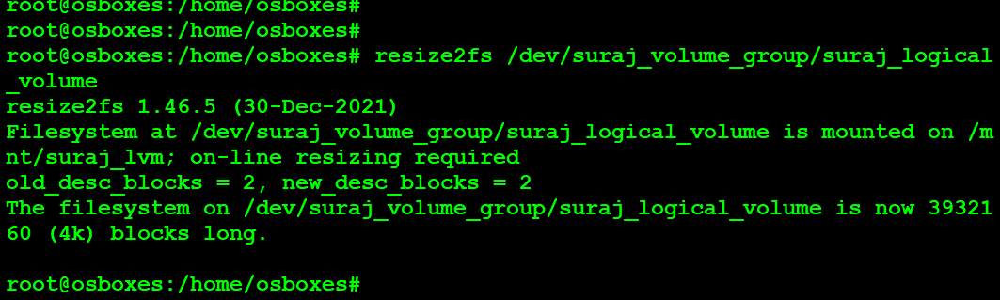 root@osboxes:/home/osboxes#
root@osboxes:/home/osboxes#
root@osboxes:/home/osboxes# resize2fs /dev/suraj_volume_group/suraj_logical
_volume
resize2fs 1.46.5 (30-Dec-2021)
Filesystem at /dev/suraj_volume_group/suraj_logical_volume is mounted on /m
nt/suraj_lvm; on-line resizing required
old_desc_blocks = 2, new_desc_blocks = 2
The filesystem on /dev/suraj_volume_group/suraj_logical_volume is now 39321
60 (4k) blocks long.
root@osboxes:/home/osboxes#